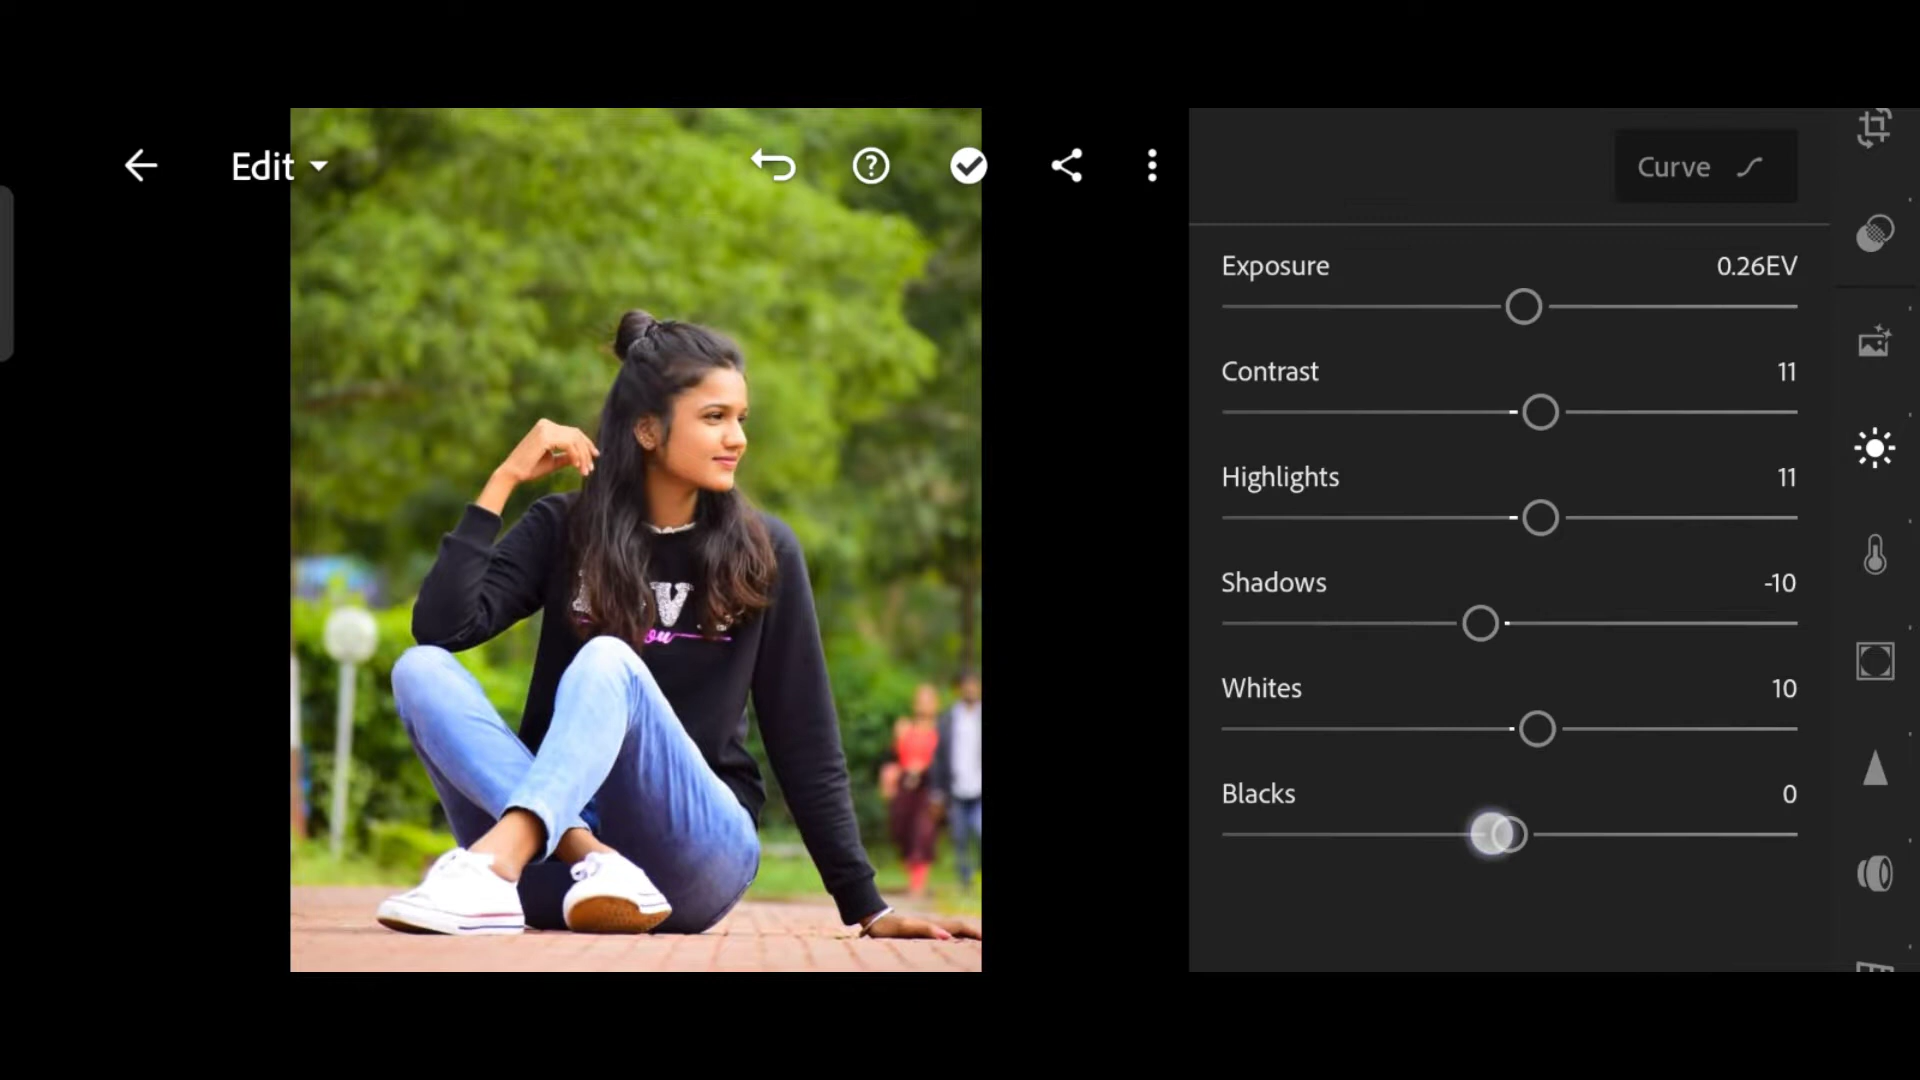 Edit
Curve
Exposure 0.26EV
Contrast 11
Highlights 11
Shadows -10
Whites 10
Blacks 0